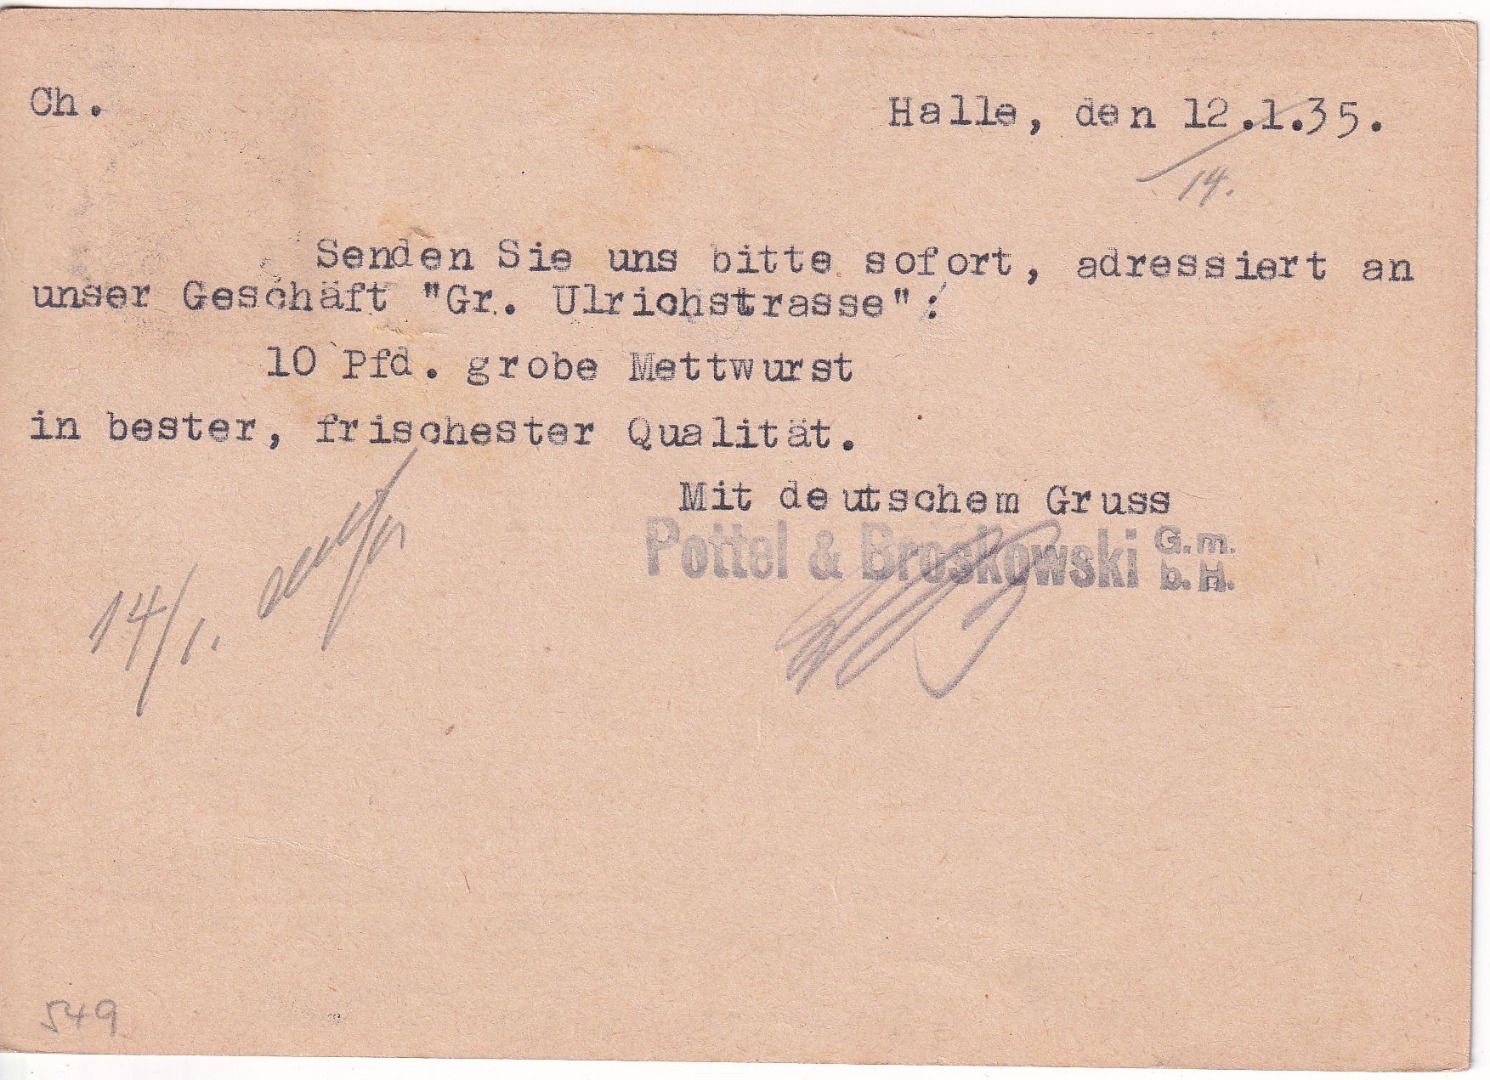 Ch.
Halle, den 12.1.35.
14.
Senden Sie uns bitte sofort, adressiert an
unser Geschäft "Gr. Ulrichstrasse":
10 Pfd. grobe Mettwurst
in bester, frischester Qualität.
Mit deutschem Gruss
Pottel & Broskowski G.m.
b.H.
14/1.
549